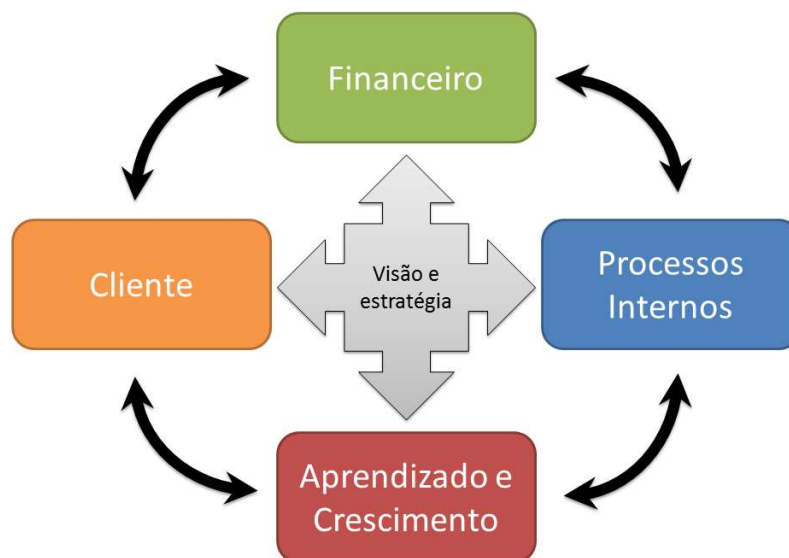 Financeiro
Cliente
Visão e
estratégia
Processos
Internos
Aprendizado e
Crescimento